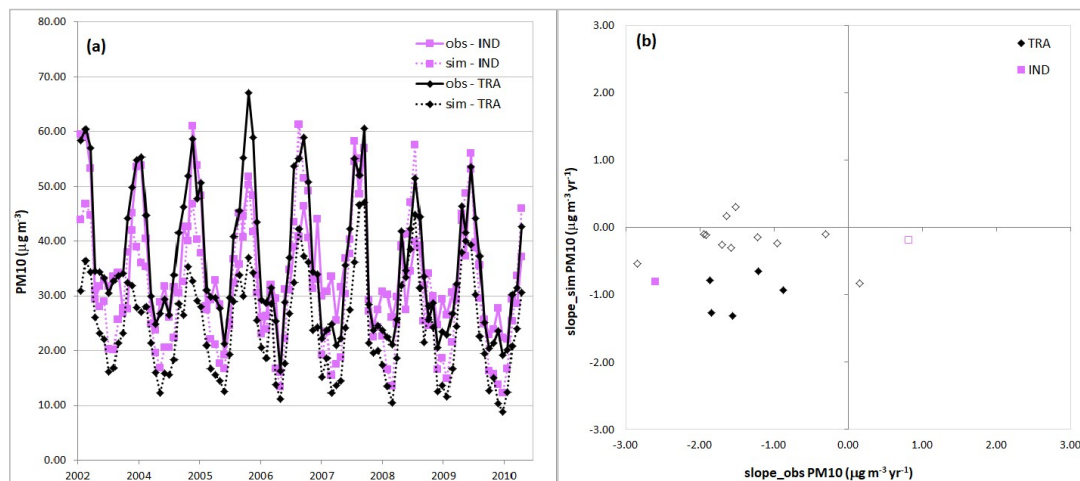 (a)
obs - IND
sim - IND
obs - TRA
sim - TRA
80.00
70.00
60.00
50.00
40.00
30.00
20.00
10.00
0.00
PM10 (μg m⁻³)
2002 2004 2005 2006 2007 2008 2009 2010
(b)
TRA
IND
3.00
2.00
1.00
0.00
-1.00
-2.00
-3.00
slope_sim PM10 (μg m⁻³ yr⁻¹)
-3.00 -2.00 -1.00 0.00 1.00 2.00 3.00
slope_obs PM10 (μg m⁻³ yr⁻¹)